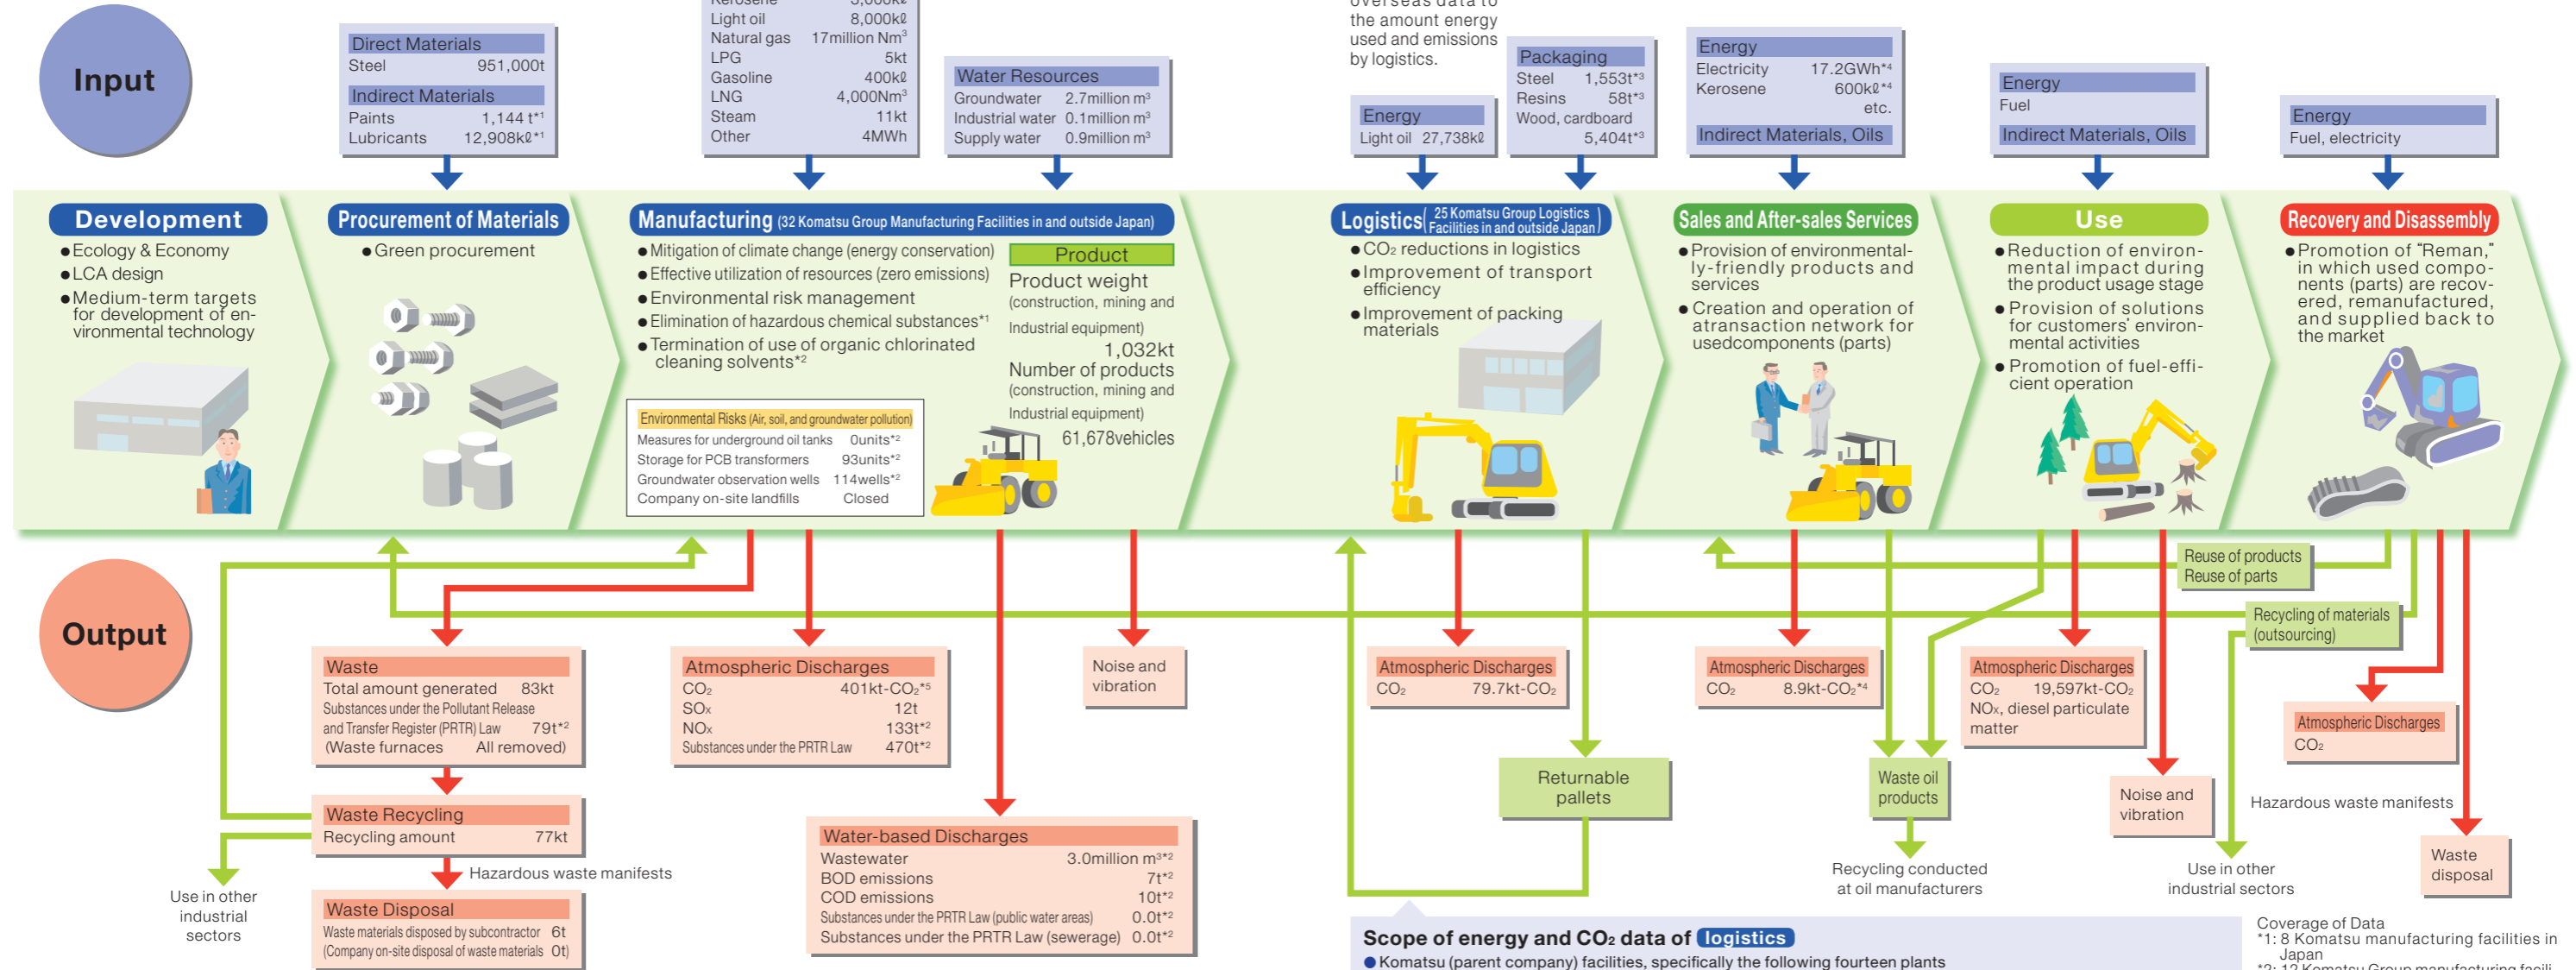 Input
Direct Materials
Steel 951,000t
Indirect Materials
Paints 1,144 t*1
Lubricants 12,908kℓ*1
Kerosene 3,000kℓ
Light oil 8,000kℓ
Natural gas 17million Nm3
LPG 5kt
Gasoline 400kℓ
LNG 4,000Nm3
Steam 11kt
Other 4MWh
Water Resources
Groundwater 2.7million m3
Industrial water 0.1million m3
Supply water 0.9million m3
overseas data to
the amount energy
used and emissions
by logistics.
Energy
Light oil 27,738kℓ
Packaging
Steel 1,553t*3
Resins 58t*3
Wood, cardboard
5,404t*3
Energy
Electricity 17.2GWh*4
Kerosene 600kℓ*4
etc.
Indirect Materials, Oils
Energy
Fuel
Indirect Materials, Oils
Energy
Fuel, electricity
Development
●Ecology & Economy
●LCA design
●Medium-term targets
for development of en-
vironmental technology
Procurement of Materials
●Green procurement
Manufacturing (32 Komatsu Group Manufacturing Facilities in and outside Japan)
●Mitigation of climate change (energy conservation)
●Effective utilization of resources (zero emissions)
●Environmental risk management
●Elimination of hazardous chemical substances*1
●Termination of use of organic chlorinated
cleaning solvents*2
Environmental Risks (Air, soil, and groundwater pollution)
Measures for underground oil tanks 0units*2
Storage for PCB transformers 93units*2
Groundwater observation wells 114wells*2
Company on-site landfills Closed
Product
Product weight
(construction, mining and
Industrial equipment)
1,032kt
Number of products
(construction, mining and
Industrial equipment)
61,678vehicles
Logistics (25 Komatsu Group Logistics
Facilities in and outside Japan)
●CO2 reductions in logistics
●Improvement of transport
efficiency
●Improvement of packing
materials
Sales and After-sales Services
●Provision of environmental-
ly-friendly products and
services
●Creation and operation of
atransaction network for
usedcomponents (parts)
Use
●Reduction of environ-
mental impact during
the product usage stage
●Provision of solutions
for customers' environ-
mental activities
●Promotion of fuel-effi-
cient operation
Recovery and Disassembly
●Promotion of "Reman,"
in which used compo-
nents (parts) are recov-
ered, remanufactured,
and supplied back to
the market
Output
Reuse of products
Reuse of parts
Recycling of materials
(outsourcing)
Waste
Total amount generated 83kt
Substances under the Pollutant Release
and Transfer Register (PRTR) Law 79t*2
(Waste furnaces All removed)
Waste Recycling
Recycling amount 77kt
Hazardous waste manifests
Waste Disposal
Waste materials disposed by subcontractor 6t
(Company on-site disposal of waste materials 0t)
Use in other
industrial
sectors
Atmospheric Discharges
CO2 401kt-CO2*5
SOx 12t
NOx 133t*2
Substances under the PRTR Law 470t*2
Water-based Discharges
Wastewater 3.0million m3*2
BOD emissions 7t*2
COD emissions 10t*2
Substances under the PRTR Law (public water areas) 0.0t*2
Substances under the PRTR Law (sewerage) 0.0t*2
Noise and
vibration
Atmospheric Discharges
CO2 79.7kt-CO2
Returnable
pallets
Atmospheric Discharges
CO2 8.9kt-CO2*4
Waste oil
products
Recycling conducted
at oil manufacturers
Atmospheric Discharges
CO2 19,597kt-CO2
NOx, diesel particulate
matter
Noise and
vibration
Atmospheric Discharges
CO2
Hazardous waste manifests
Use in other
industrial sectors
Waste
disposal
Scope of energy and CO2 data of logistics
●Komatsu (parent company) facilities, specifically the following fourteen plants
Coverage of Data
*1: 8 Komatsu manufacturing facilities in
Japan
*2: 12 Komatsu Group manufacturing facili-